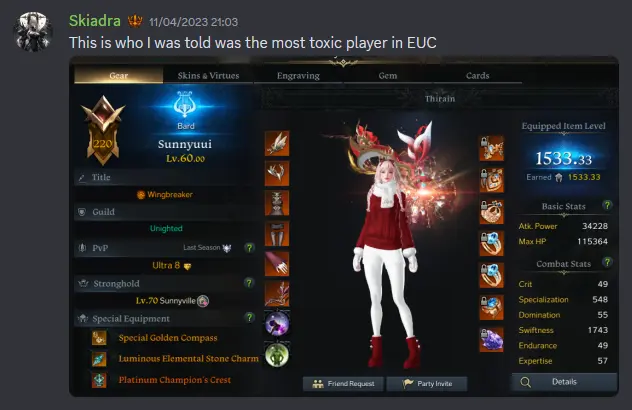 Skiadra 11/04/2023 21:03
This is who I was told was the most toxic player in EUC
Gear Skins & Virtues Engraving Gem Cards
Thirain
220
Bard
Sunnyuui
Lv.60.00
Title
Wingbreaker
Guild
Unighted
PvP Last Season ?
Ultra 8
Stronghold ?
Lv.70 Sunnyville
Special Equipment ?
Special Golden Compass
Luminous Elemental Stone Charm
Platinum Champion's Crest
Equipped Item Level
1533.33
Earned 1533.33
Basic Stats ?
Atk. Power 34228
Max HP 115364
Combat Stats ?
Crit 49
Specialization 548
Domination 55
Swiftness 1743
Endurance 49
Expertise 57
Friend Request Party Invite Details